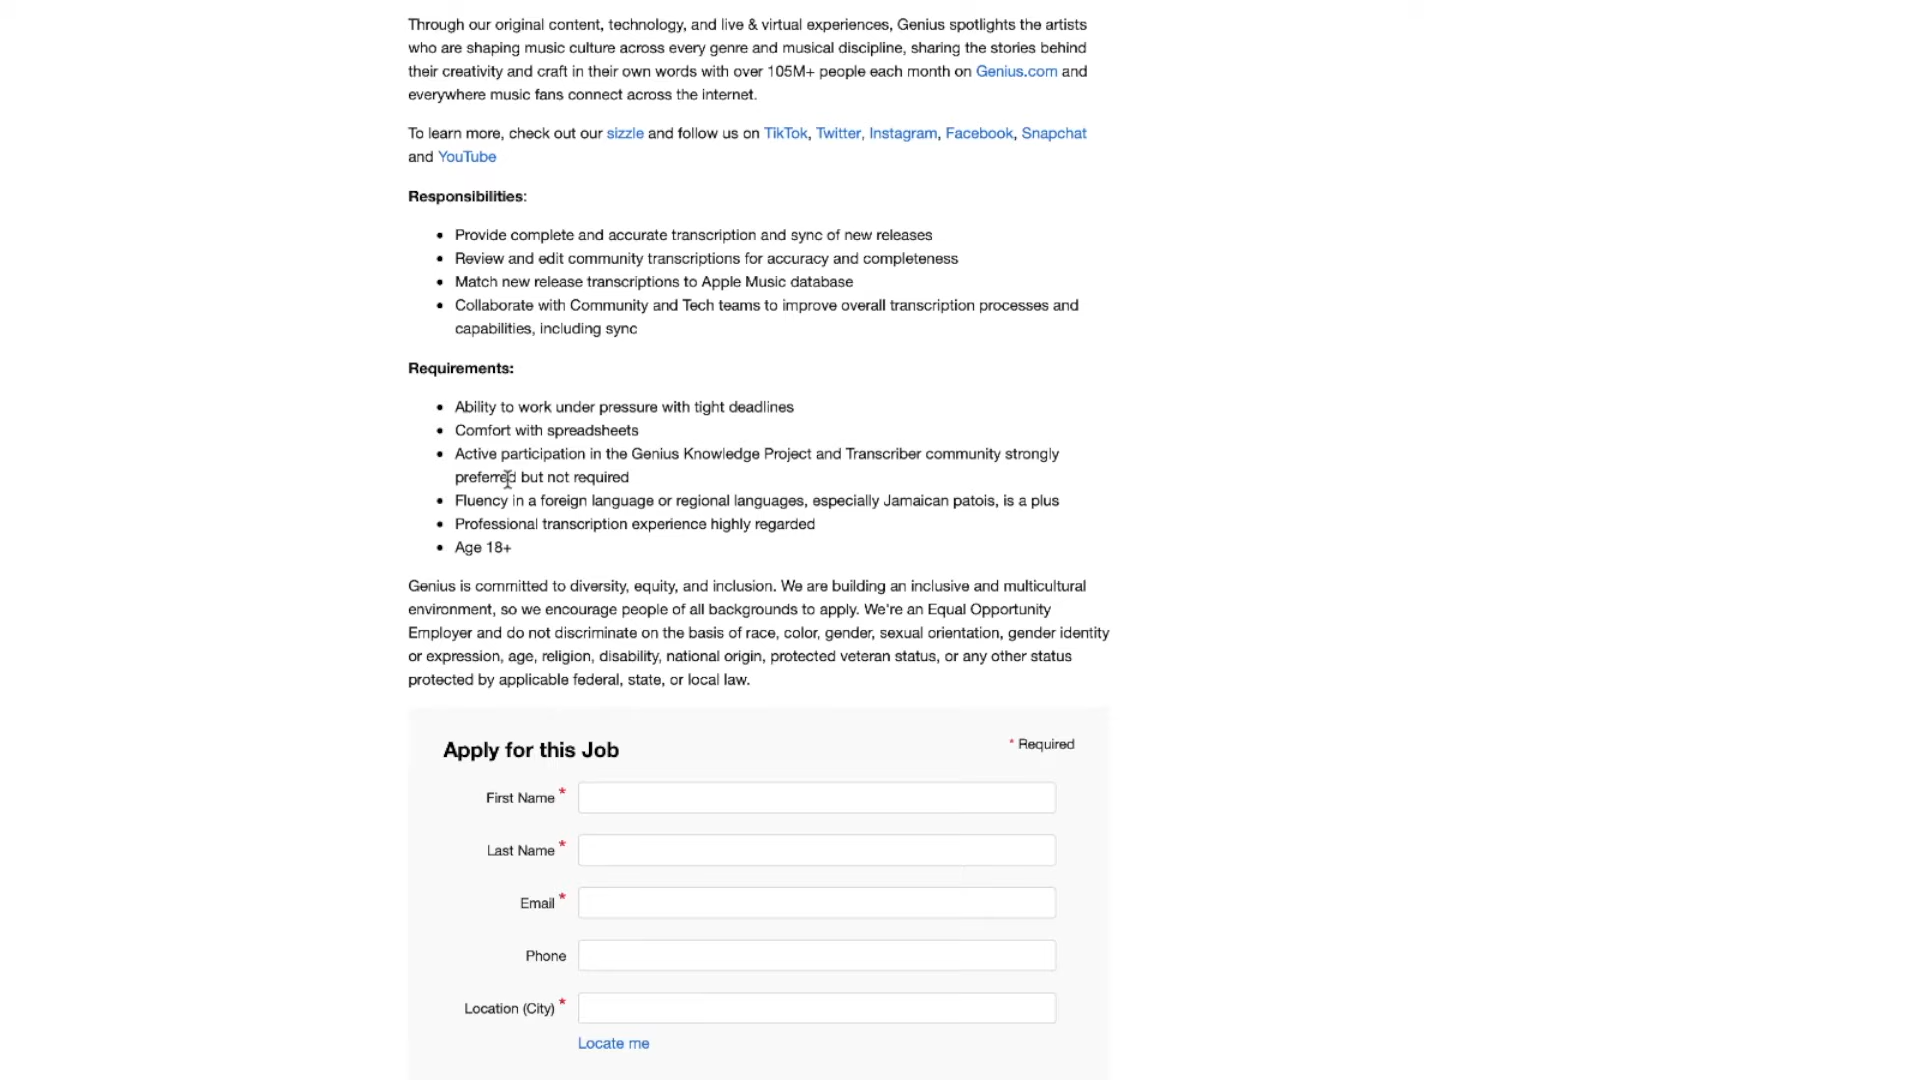 Through our original content, technology, and live & virtual experiences, Genius spotlights the artists
who are shaping music culture across every genre and musical discipline, sharing the stories behind
their creativity and craft in their own words with over 105M+ people each month on Genius.com and
everywhere music fans connect across the internet.
To learn more, check out our sizzle and follow us on TikTok, Twitter, Instagram, Facebook, Snapchat
and YouTube
Responsibilities:
• Provide complete and accurate transcription and sync of new releases
• Review and edit community transcriptions for accuracy and completeness
• Match new release transcriptions to Apple Music database
• Collaborate with Community and Tech teams to improve overall transcription processes and
capabilities, including sync
Requirements:
• Ability to work under pressure with tight deadlines
• Comfort with spreadsheets
• Active participation in the Genius Knowledge Project and Transcriber community strongly
preferred but not required
• Fluency in a foreign language or regional languages, especially Jamaican patois, is a plus
• Professional transcription experience highly regarded
• Age 18+
Genius is committed to diversity, equity, and inclusion. We are building an inclusive and multicultural
environment, so we encourage people of all backgrounds to apply. We're an Equal Opportunity
Employer and do not discriminate on the basis of race, color, gender, sexual orientation, gender identity
or expression, age, religion, disability, national origin, protected veteran status, or any other status
protected by applicable federal, state, or local law.
Apply for this Job
* Required
First Name *
Last Name *
Email *
Phone
Location (City) *
Locate me